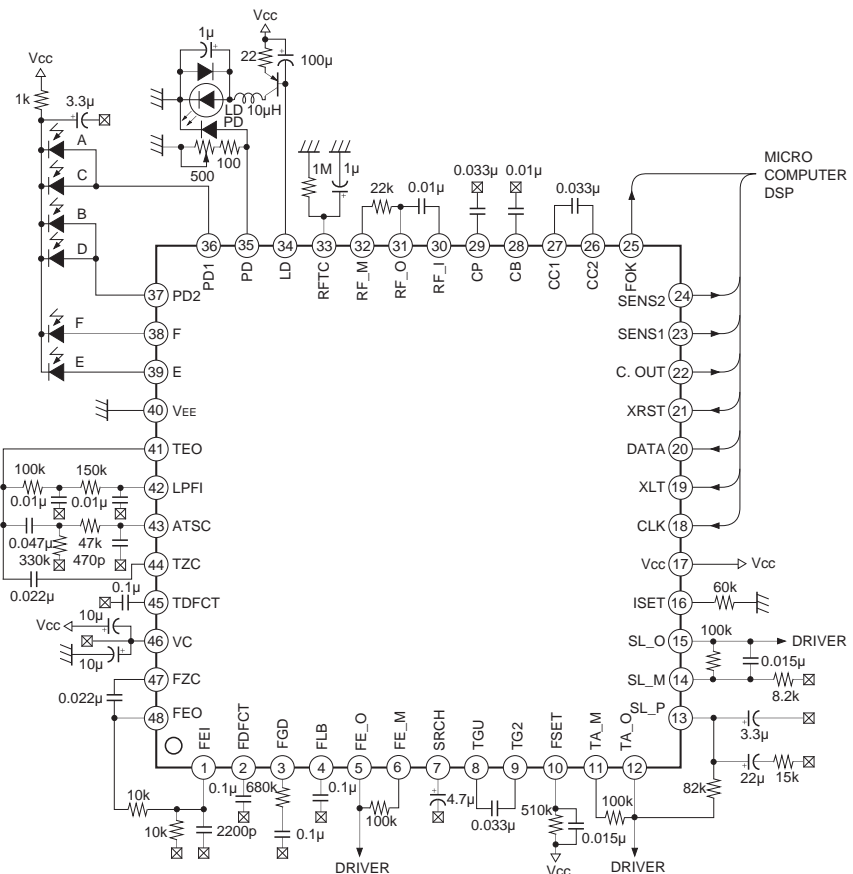 Vcc
1µ
Vcc
22
100µ
1k
3.3µ
A
C
B
D
F
E
LD
PD
10µH
500
100
1M
1µ
22k
0.01µ
0.033µ
0.01µ
0.033µ
MICRO
COMPUTER
DSP
36
35
34
33
32
31
30
29
28
27
26
25
PD1
PD
LD
RFTC
RF_M
RF_O
RF_I
CP
CB
CC1
CC2
FOK
37 PD2
38 F
39 E
40 VEE
41 TEO
42 LPFI
43 ATSC
44 TZC
45 TDFCT
46 VC
47 FZC
48 FEO
SENS2 24
SENS1 23
C. OUT 22
XRST 21
DATA 20
XLT 19
CLK 18
Vcc 17
Vcc
ISET 16
60k
SL_O 15
SL_M 14
SL_P 13
100k
DRIVER
0.015µ
8.2k
3.3µ
22µ
15k
82k
100k
150k
0.01µ
0.01µ
0.047µ
47k
330k
470p
0.022µ
0.1µ
10µ
Vcc
10µ
0.022µ
FEI
FDFCT
FGD
FLB
FE_O
FE_M
SRCH
TGU
TG2
FSET
TA_M
TA_O
1
2
3
4
5
6
7
8
9
10
11
12
10k
10k
2200p
0.1µ
680k
0.1µ
0.1µ
100k
DRIVER
4.7µ
0.033µ
510k
0.015µ
Vcc
100k
DRIVER